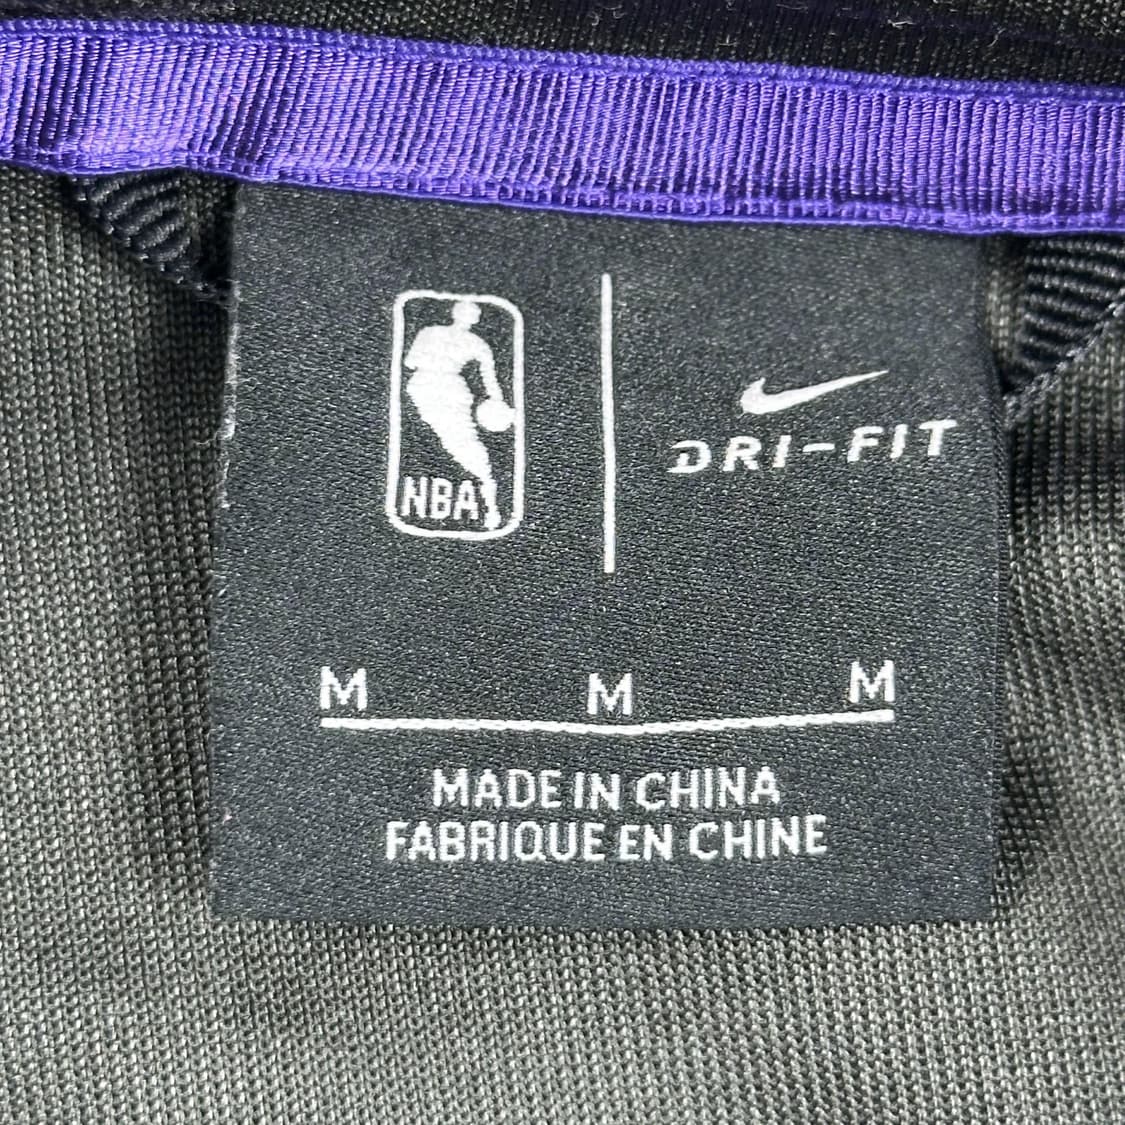 NBA
DRI-FIT
M M M
MADE IN CHINA
FABRIQUE EN CHINE